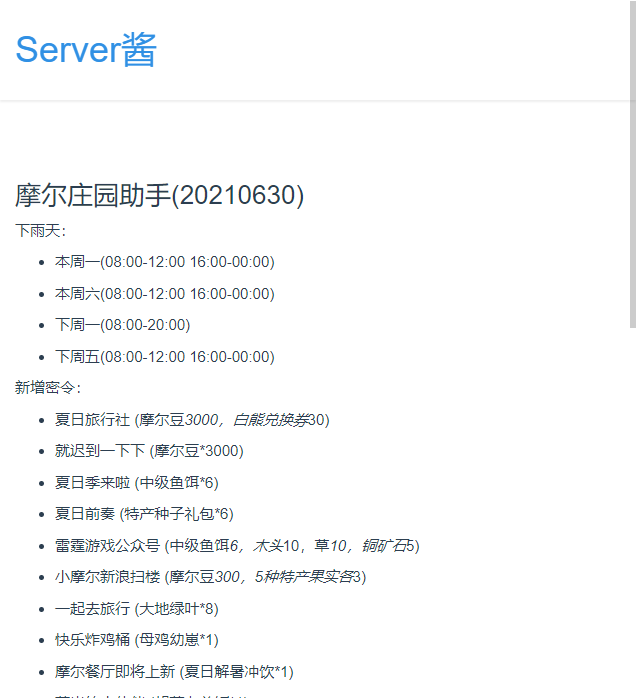 Server酱
摩尔庄园助手(20210630)
下雨天:
本周一(08:00-12:00 16:00-00:00)
本周六(08:00-12:00 16:00-00:00)
下周一(08:00-20:00)
下周五(08:00-12:00 16:00-00:00)
新增密令:
夏日旅行社 (摩尔豆3000，白熊兑换券30)
就迟到一下下 (摩尔豆*3000)
夏日季来啦 (中级鱼饵*6)
夏日前奏 (特产种子礼包*6)
雷霆游戏公众号 (中级鱼饵6，木头10，草10，铜矿石5)
小摩尔新浪扫楼 (摩尔豆300，5种特产果实各3)
一起去旅行 (大地绿叶*8)
快乐炸鸡桶 (母鸡幼崽*1)
摩尔餐厅即将上新 (夏日解暑冲饮*1)